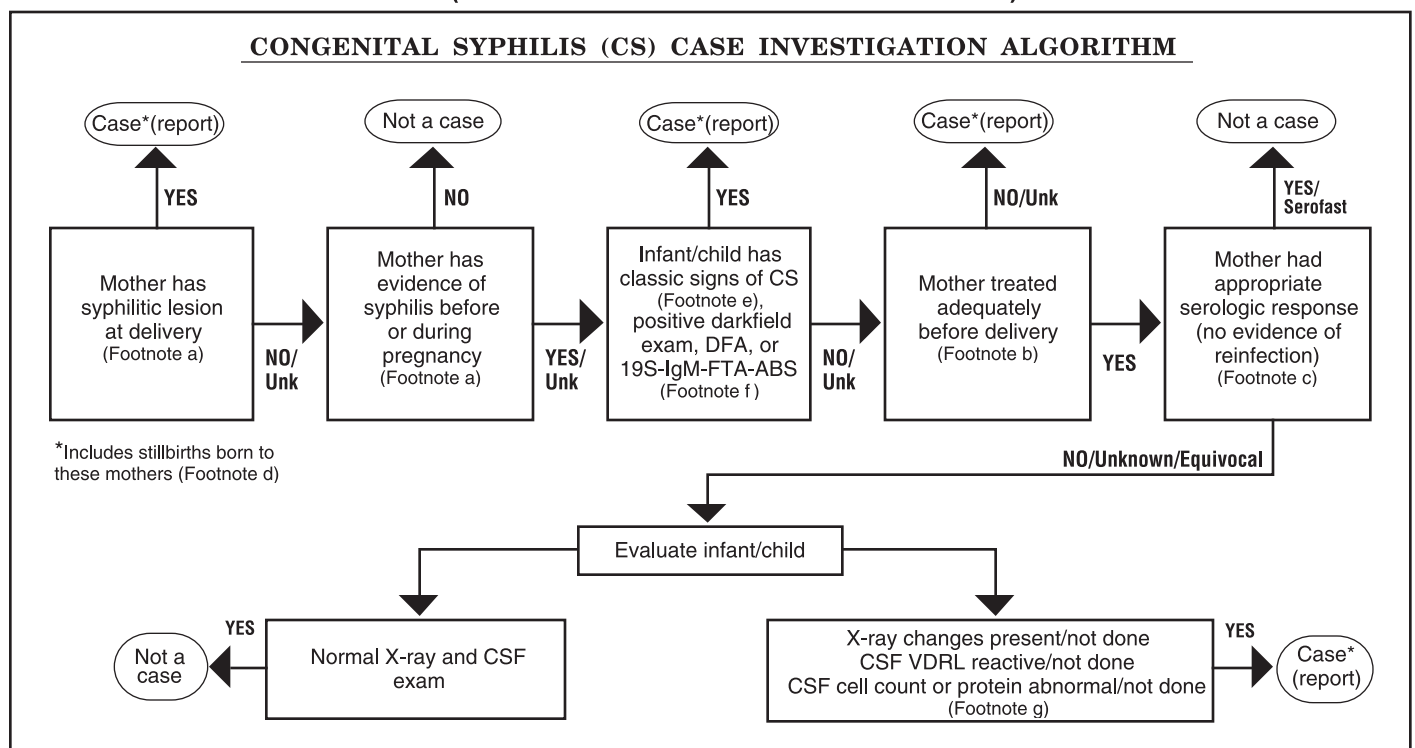 CONGENITAL SYPHILIS (CS) CASE INVESTIGATION ALGORITHM
Case*(report)
Not a case
Case*(report)
Case*(report)
Not a case
YES
NO
YES
NO/Unk
YES/
Serofast
Mother has
syphilitic lesion
at delivery
(Footnote a)
NO/
Unk
Mother has
evidence of
syphilis before
or during
pregnancy
(Footnote a)
YES/
Unk
Infant/child has
classic signs of CS
(Footnote e),
positive darkfield
exam, DFA, or
19S-IgM-FTA-ABS
(Footnote f)
NO/
Unk
Mother treated
adequately
before delivery
(Footnote b)
YES
Mother had
appropriate
serologic response
(no evidence of
reinfection)
(Footnote c)
*Includes stillbirths born to
these mothers (Footnote d)
NO/Unknown/Equivocal
Evaluate infant/child
Not a
case
YES
Normal X-ray and CSF
exam
X-ray changes present/not done
CSF VDRL reactive/not done
CSF cell count or protein abnormal/not done
(Footnote g)
YES
Case*
(report)